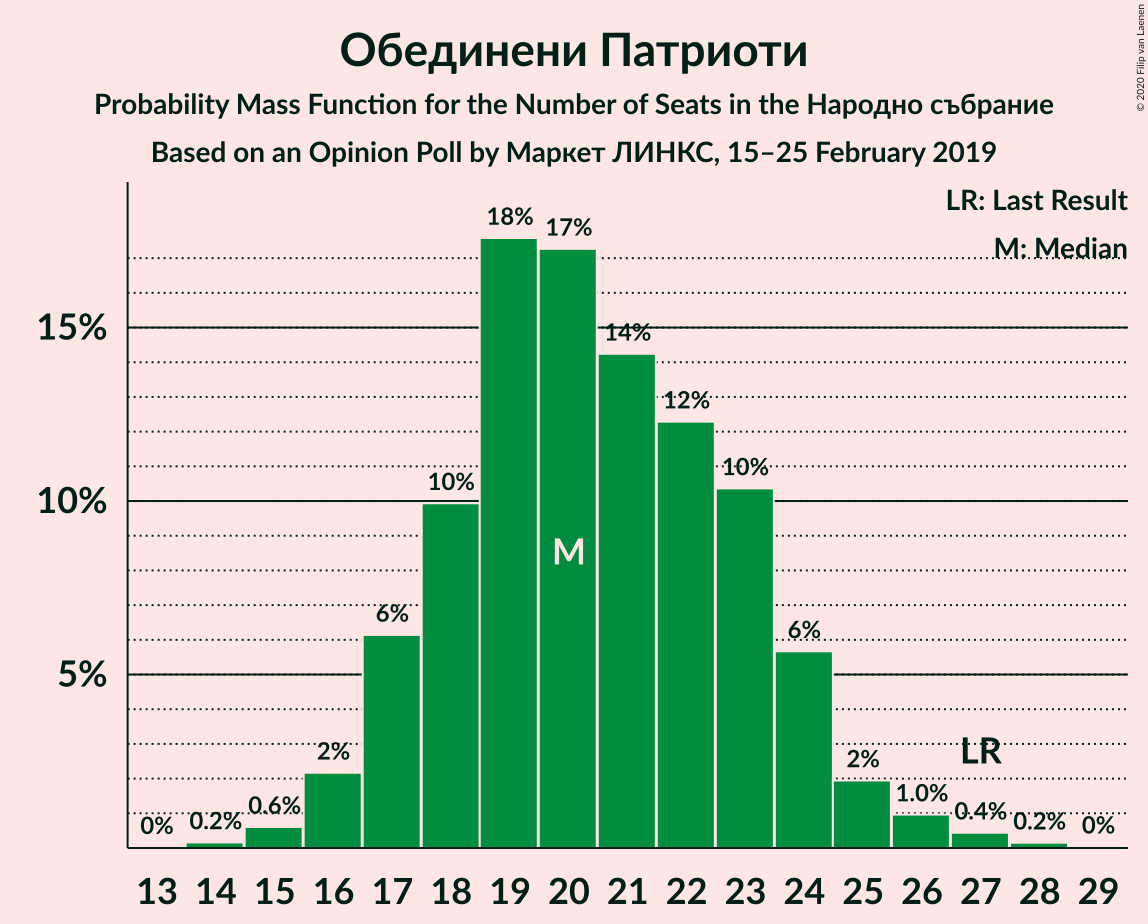 Обединени Патриоти
Probability Mass Function for the Number of Seats in the Народно събрание
Based on an Opinion Poll by Маркет ЛИНКС, 15–25 February 2019
© 2020 Filip van Laenen
LR: Last Result
M: Median
15%
10%
5%
0%
0.2%
0.6%
2%
6%
10%
18%
17%
14%
12%
10%
6%
2%
1.0%
0.4%
0.2%
0%
M
LR
13 14 15 16 17 18 19 20 21 22 23 24 25 26 27 28 29